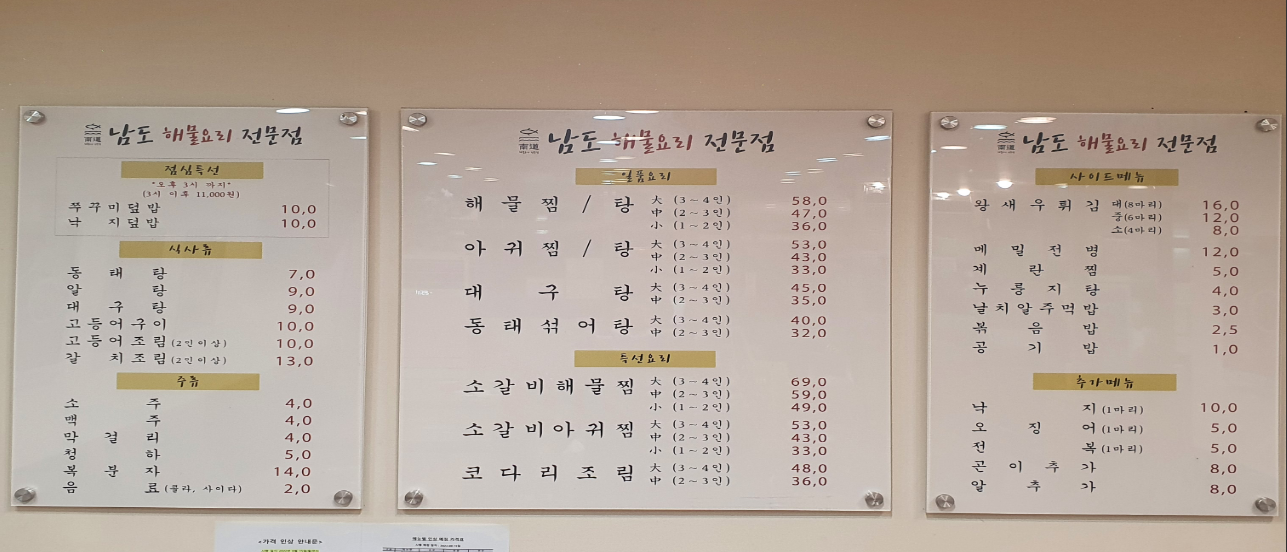 南道 남도 해물요리 전문점
점심특선
"오후 3시 까지"
(3시 이후 11,000원)
쭈꾸미덮밥 10,0
낙지덮밥 10,0
식사류
동태탕 7,0
알탕 9,0
대구탕 9,0
고등어구이 10,0
고등어조림(2인이상) 10,0
갈치조림(2인이상) 13,0
주류
소주 4,0
맥주 4,0
막걸리 4,0
청하 5,0
복분자 14,0
음료(콜라, 사이다) 2,0
南道 남도 해물요리 전문점
일품요리
해물찜/탕 大 (3~4인) 58,0
中 (2~3인) 47,0
小 (1~2인) 36,0
아귀찜/탕 大 (3~4인) 53,0
中 (2~3인) 43,0
小 (1~2인) 33,0
대구탕 大 (3~4인) 45,0
中 (2~3인) 35,0
동태섞어탕 大 (3~4인) 40,0
中 (2~3인) 32,0
특선요리
소갈비해물찜 大 (3~4인) 69,0
中 (2~3인) 59,0
小 (1~2인) 49,0
소갈비아귀찜 大 (3~4인) 53,0
中 (2~3인) 43,0
小 (1~2인) 33,0
코다리조림 大 (3~4인) 48,0
中 (2~3인) 36,0
南道 남도 해물요리 전문점
사이드메뉴
왕새우튀김 대(8마리) 16,0
중(6마리) 12,0
소(4마리) 8,0
메밀전병 12,0
계란찜 5,0
누룽지탕 4,0
날치알주먹밥 3,0
볶음밥 2,5
공기밥 1,0
추가메뉴
낙지(1마리) 10,0
오징어(1마리) 5,0
전복(1마리) 5,0
곤이추가 8,0
알추가 8,0
<가격 인상 안내문>